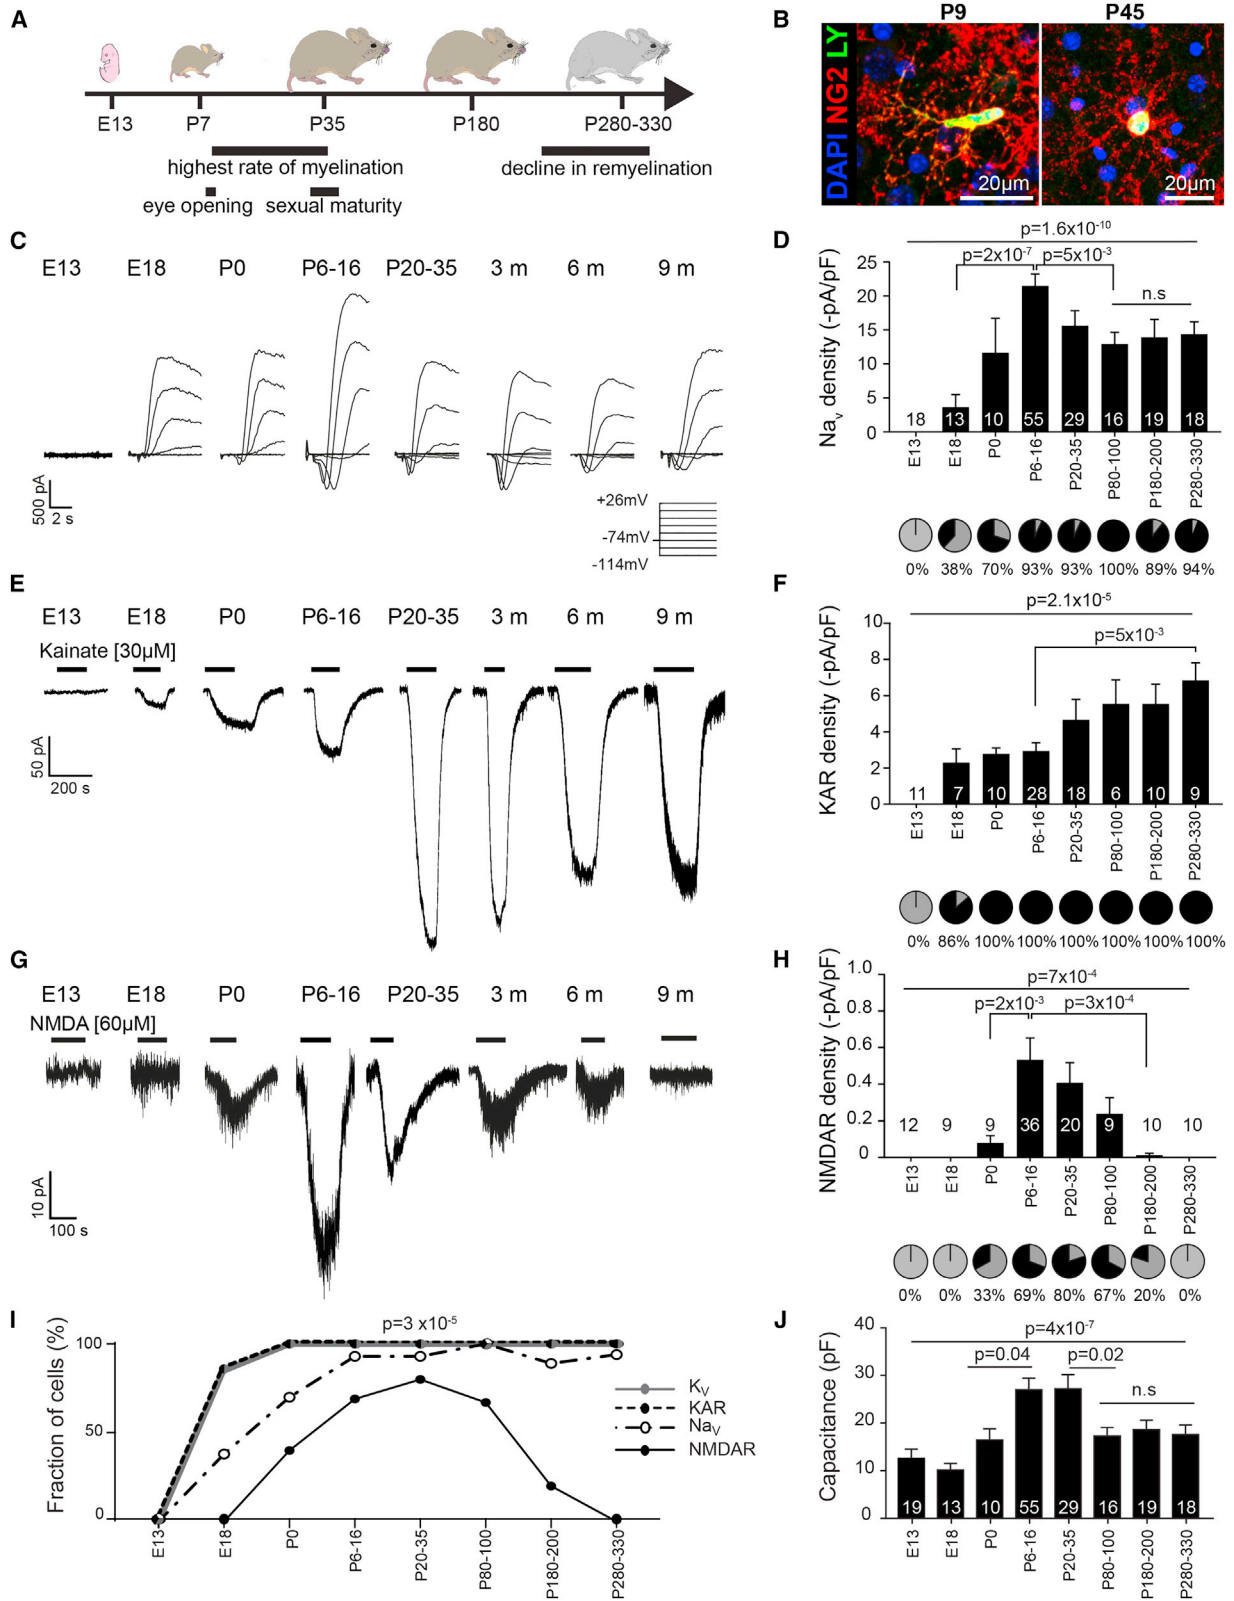 A
E13 P7 P35 P180 P280-330
highest rate of myelination decline in remyelination
eye opening sexual maturity
B
P9 P45
DAPI NG2 LY
20µm 20µm
C
E13 E18 P0 P6-16 P20-35 3 m 6 m 9 m
500 pA
2 s
+26mV
-74mV
-114mV
D
p=1.6x10⁻¹⁰
p=2x10⁻⁷ p=5x10⁻³
n.s
Naᵥ density (-pA/pF)
25
20
15
10
5
0
18 13 10 55 29 16 19 18
E13 E18 P0 P6-16 P20-35 P80-100 P180-200 P280-330
0% 38% 70% 93% 93% 100% 89% 94%
E
E13 E18 P0 P6-16 P20-35 3 m 6 m 9 m
Kainate [30µM]
50 pA
200 s
F
p=2.1x10⁻⁵
p=5x10⁻³
KAR density (-pA/pF)
10
8
6
4
2
0
11 7 10 28 18 6 10 9
E13 E18 P0 P6-16 P20-35 P80-100 P180-200 P280-330
0% 86% 100% 100% 100% 100% 100% 100%
G
E13 E18 P0 P6-16 P20-35 3 m 6 m 9 m
NMDA [60µM]
10 pA
100 s
H
p=7x10⁻⁴
p=2x10⁻³ p=3x10⁻⁴
NMDAR density (-pA/pF)
1.0
0.8
0.6
0.4
0.2
0
12 9 9 36 20 9 10 10
E13 E18 P0 P6-16 P20-35 P80-100 P180-200 P280-330
0% 0% 33% 69% 80% 67% 20% 0%
I
p=3 x10⁻⁵
Fraction of cells (%)
100
50
0
E13 E18 P0 P6-16 P20-35 P80-100 P180-200 P280-330
Kᵥ
KAR
Naᵥ
NMDAR
J
p=4x10⁻⁷
p=0.04 p=0.02
n.s
Capacitance (pF)
40
30
20
10
0
19 13 10 55 29 16 19 18
E13 E18 P0 P6-16 P20-35 P80-100 P180-200 P280-330